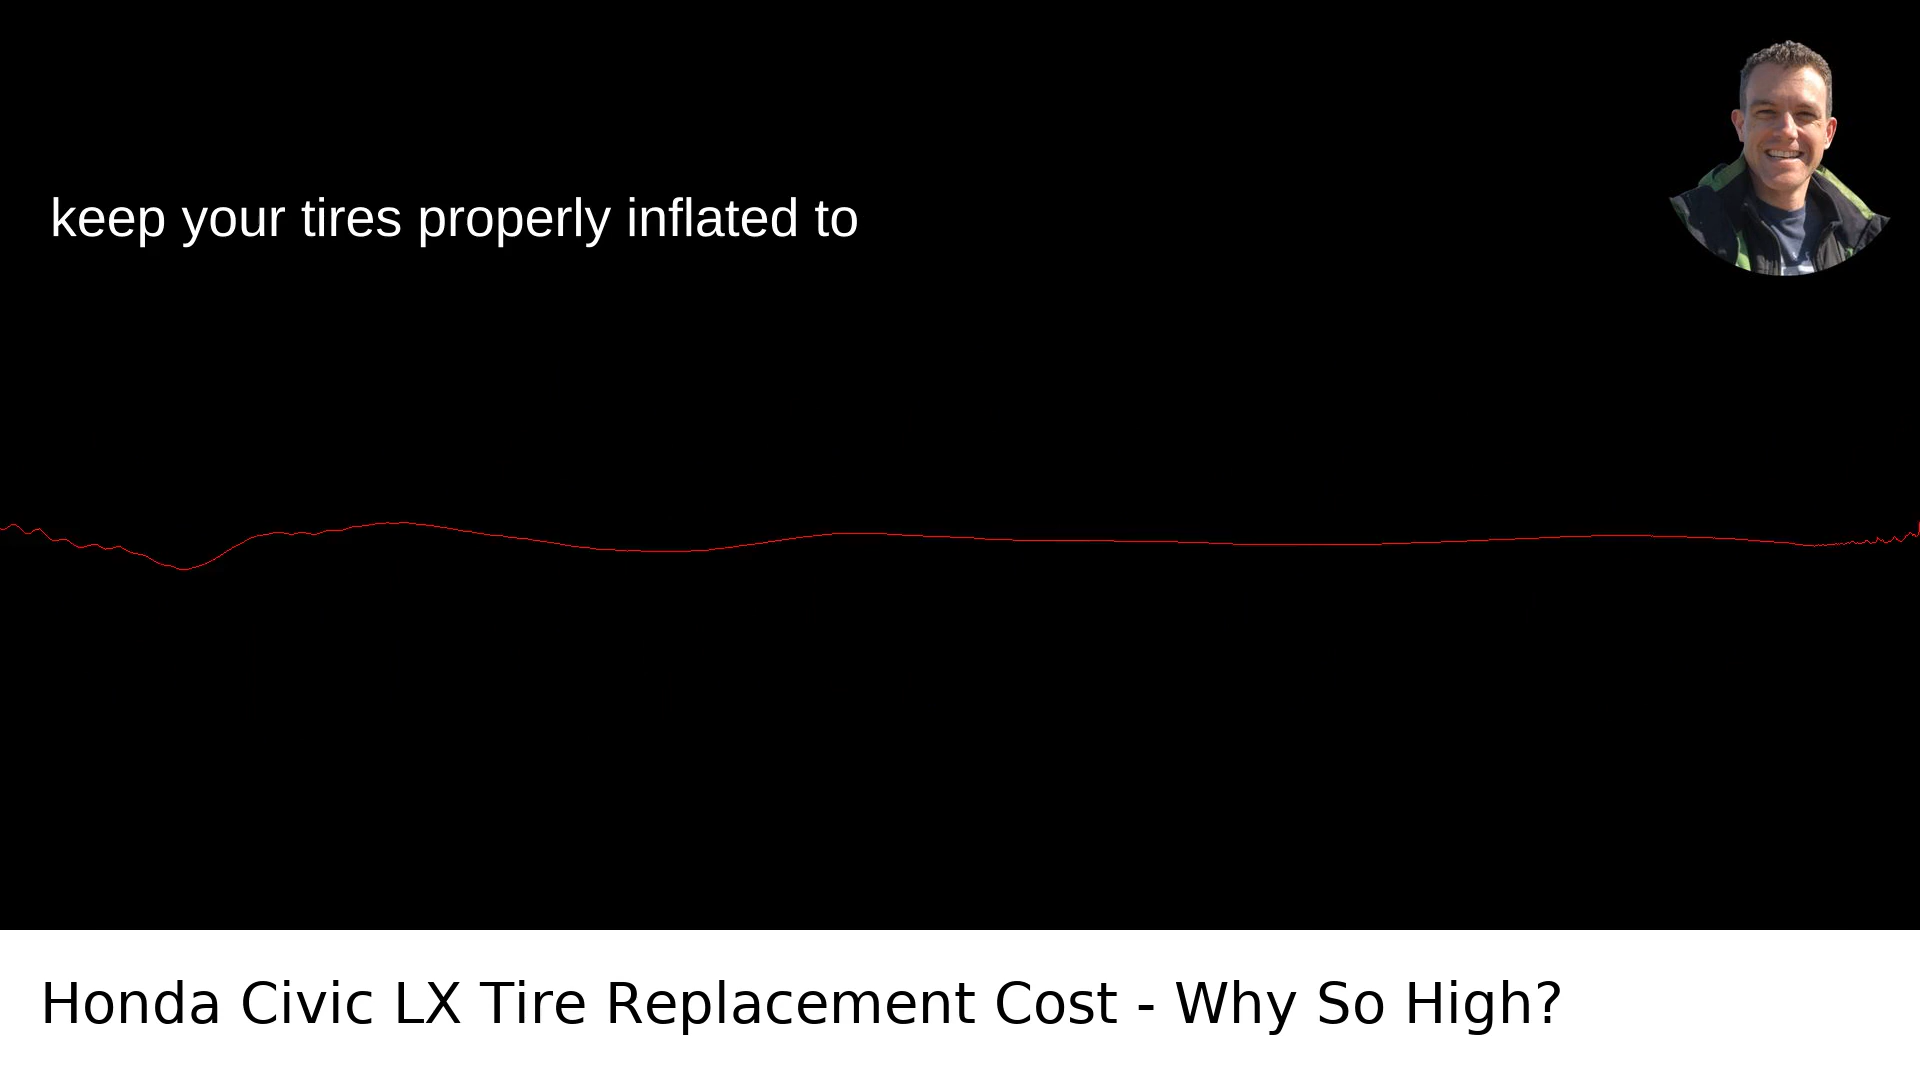 keep your tires properly inflated to
Honda Civic LX Tire Replacement Cost - Why So High?